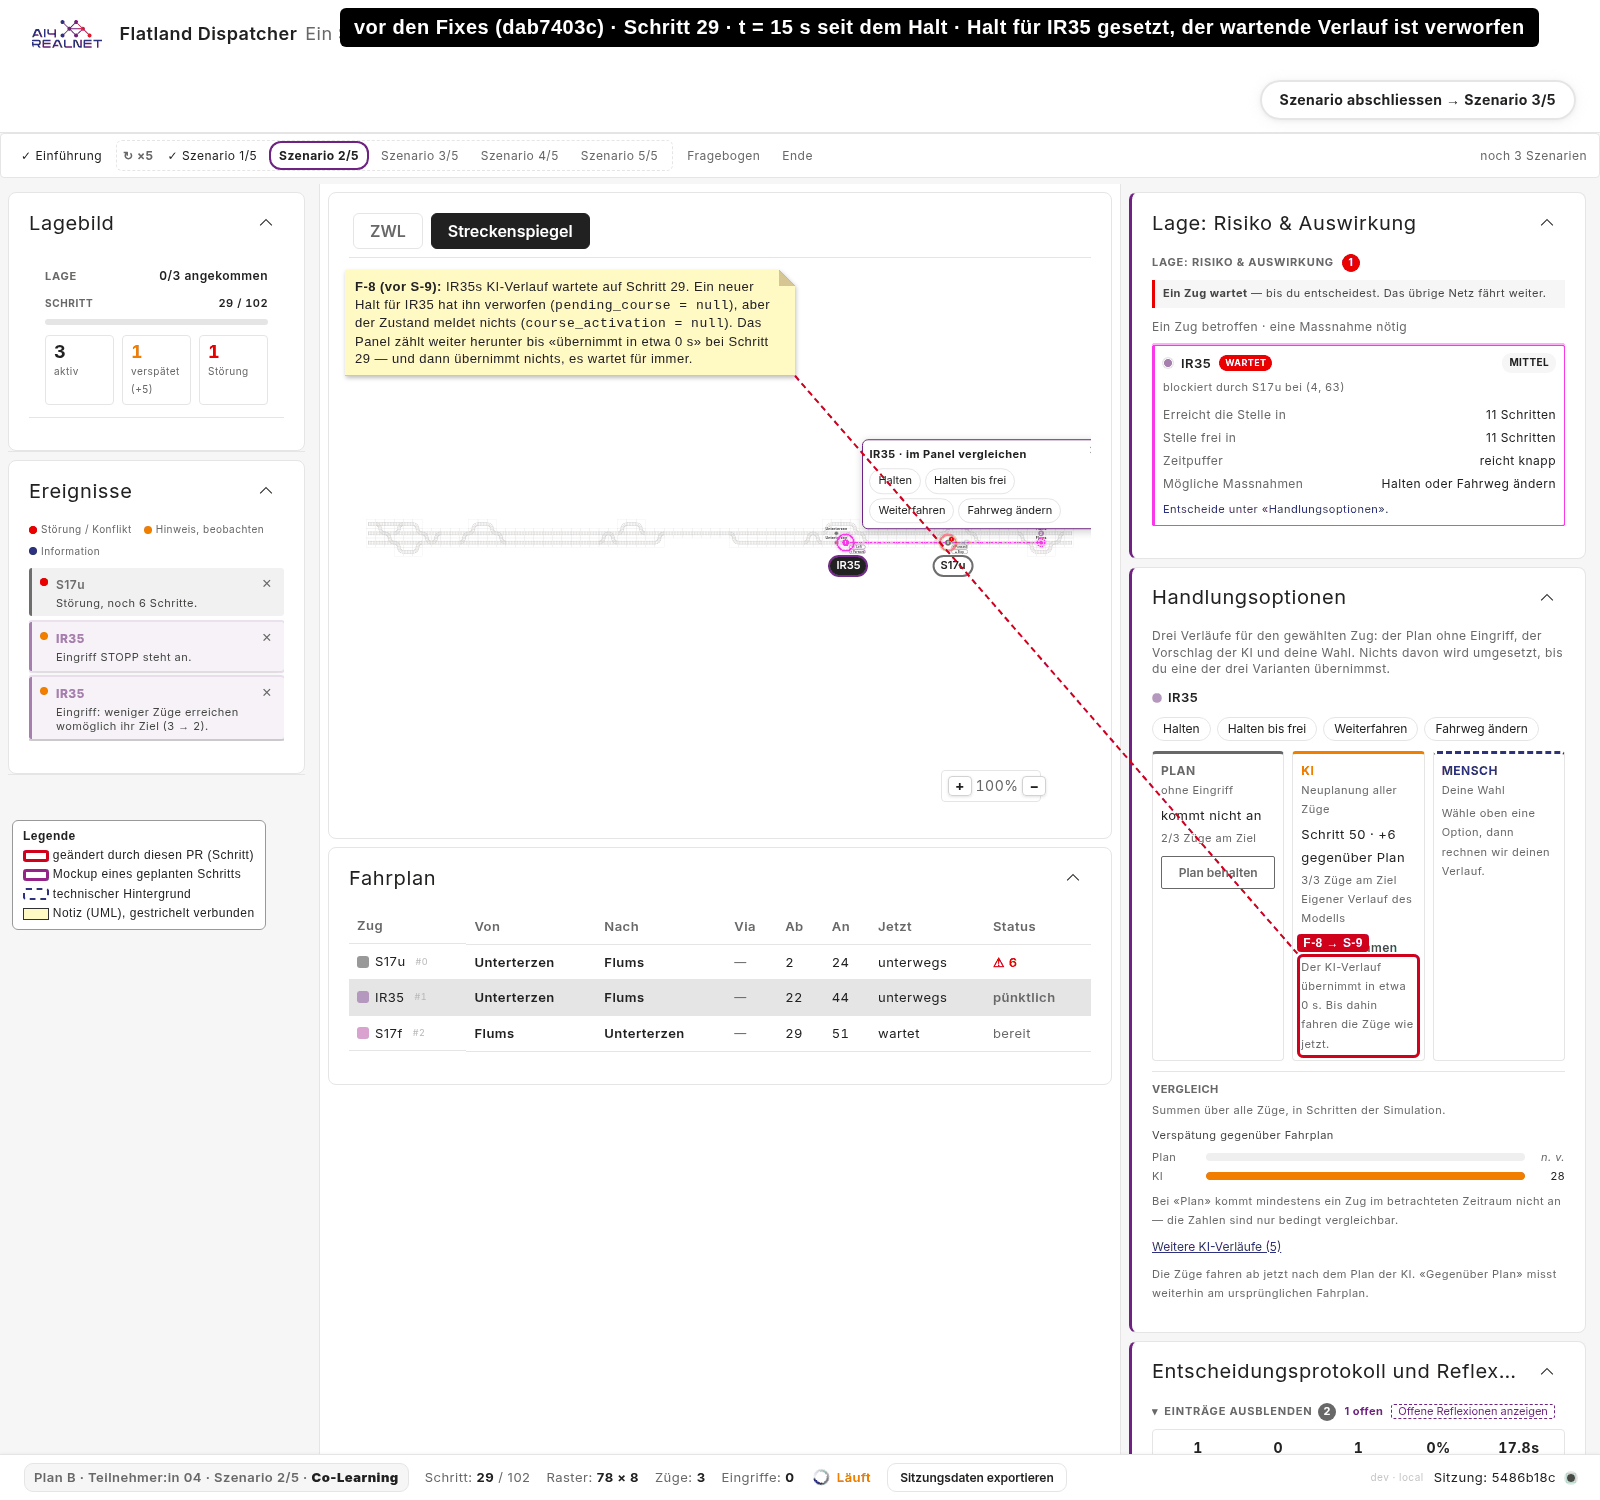 AI4
REALNET
Flatland Dispatcher Ein
vor den Fixes (dab7403c) · Schritt 29 · t = 15 s seit dem Halt · Halt für IR35 gesetzt, der wartende Verlauf ist verworfen
Szenario abschliessen → Szenario 3/5
✓ Einführung ↻ ×5 ✓ Szenario 1/5 Szenario 2/5 Szenario 3/5 Szenario 4/5 Szenario 5/5 Fragebogen Ende noch 3 Szenarien
Lagebild
LAGE 0/3 angekommen
SCHRITT 29 / 102
3 1 1
aktiv verspätet Störung
(+5)
Ereignisse
Störung / Konflikt Hinweis, beobachten
Information
S17u ×
Störung, noch 6 Schritte.
IR35 ×
Eingriff STOPP steht an.
IR35 ×
Eingriff: weniger Züge erreichen
womöglich ihr Ziel (3 → 2).
Legende
geändert durch diesen PR (Schritt)
Mockup eines geplanten Schritts
technischer Hintergrund
Notiz (UML), gestrichelt verbunden
ZWL Streckenspiegel
F-8 (vor S-9): IR35s KI-Verlauf wartete auf Schritt 29. Ein neuer
Halt für IR35 hat ihn verworfen (pending_course = null), aber
der Zustand meldet nichts (course_activation = null). Das
Panel zählt weiter herunter bis «übernimmt in etwa 0 s» bei Schritt
29 — und dann übernimmt nichts, es wartet für immer.
IR35 · im Panel vergleichen
Halten Halten bis frei
Weiterfahren Fahrweg ändern
IR35 S17u
+ 100% −
Fahrplan
Zug Von Nach Via Ab An Jetzt Status
S17u #0 Unterterzen Flums — 2 24 unterwegs ⚠ 6
IR35 #1 Unterterzen Flums — 22 44 unterwegs pünktlich
S17f #2 Flums Unterterzen — 29 51 wartet bereit
Lage: Risiko & Auswirkung
LAGE: RISIKO & AUSWIRKUNG 1
Ein Zug wartet — bis du entscheidest. Das übrige Netz fährt weiter.
Ein Zug betroffen · eine Massnahme nötig
IR35 WARTET MITTEL
blockiert durch S17u bei (4, 63)
Erreicht die Stelle in 11 Schritten
Stelle frei in 11 Schritten
Zeitpuffer reicht knapp
Mögliche Massnahmen Halten oder Fahrweg ändern
Entscheide unter «Handlungsoptionen».
Handlungsoptionen
Drei Verläufe für den gewählten Zug: der Plan ohne Eingriff, der
Vorschlag der KI und deine Wahl. Nichts davon wird umgesetzt, bis
du eine der drei Varianten übernimmst.
IR35
Halten Halten bis frei Weiterfahren Fahrweg ändern
PLAN
ohne Eingriff
kommt nicht an
2/3 Züge am Ziel
Plan behalten
KI
Neuplanung aller
Züge
Schritt 50 · +6
gegenüber Plan
3/3 Züge am Ziel
Eigener Verlauf des
Modells
F-8 → S-9 men
Der KI-Verlauf
übernimmt in etwa
0 s. Bis dahin
fahren die Züge wie
jetzt.
MENSCH
Deine Wahl
Wähle oben eine
Option, dann
rechnen wir deinen
Verlauf.
VERGLEICH
Summen über alle Züge, in Schritten der Simulation.
Verspätung gegenüber Fahrplan
Plan n. v.
KI 28
Bei «Plan» kommt mindestens ein Zug im betrachteten Zeitraum nicht an
— die Zahlen sind nur bedingt vergleichbar.
Weitere KI-Verläufe (5)
Die Züge fahren ab jetzt nach dem Plan der KI. «Gegenüber Plan» misst
weiterhin am ursprünglichen Fahrplan.
Entscheidungsprotokoll und Reflex...
▾ EINTRÄGE AUSBLENDEN 2 1 offen Offene Reflexionen anzeigen
1 0 1 0% 17.8s
Plan B · Teilnehmer:in 04 · Szenario 2/5 · Co-Learning Schritt: 29 / 102 Raster: 78 × 8 Züge: 3 Eingriffe: 0 Läuft Sitzungsdaten exportieren dev · local Sitzung: 5486b18c